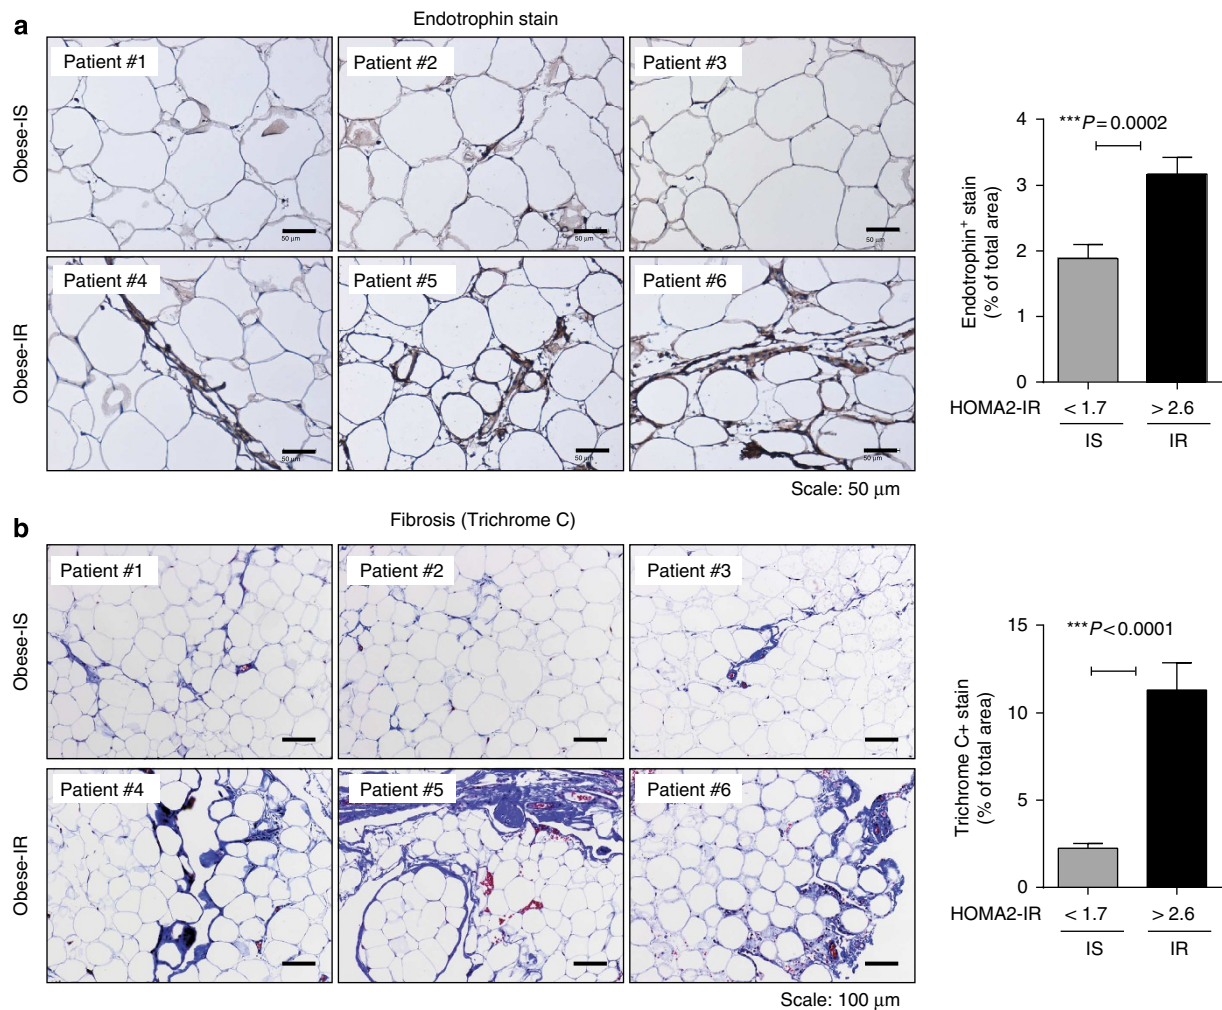 a
Endotrophin stain
Obese-IS
Patient #1
Patient #2
Patient #3
50 µm
50 µm
50 µm
Obese-IR
Patient #4
Patient #5
Patient #6
50 µm
50 µm
50 µm
Scale: 50 µm
Endotrophin⁺ stain
(% of total area)
4
3
2
1
0
***P=0.0002
HOMA2-IR
<1.7
>2.6
IS
IR
b
Fibrosis (Trichrome C)
Obese-IS
Patient #1
Patient #2
Patient #3
Obese-IR
Patient #4
Patient #5
Patient #6
Scale: 100 µm
Trichrome C+ stain
(% of total area)
15
10
5
0
***P<0.0001
HOMA2-IR
<1.7
>2.6
IS
IR